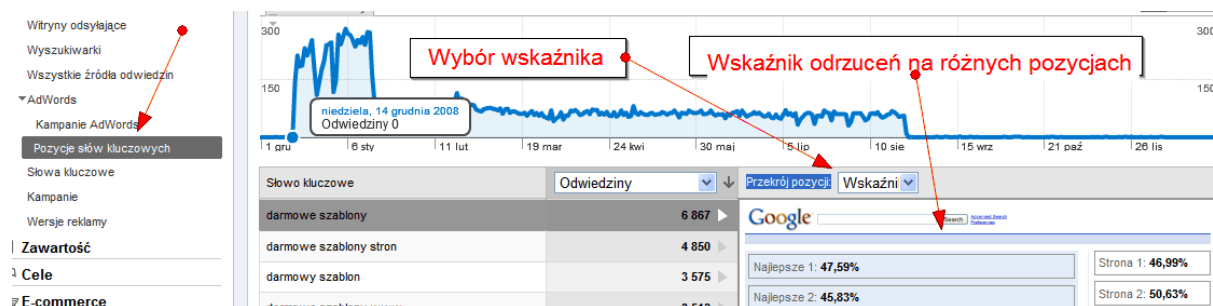 Witryny odsyłające
Wyszukiwarki
Wszystkie źródła odwiedzin
AdWords
Kampanie AdWords
Pozycje słów kluczowych
Słowa kluczowe
Kampanie
Wersje reklamy
Zawartość
Cele
E-commerce
300
300
150
150
Wybór wskaźnika
Wskaźnik odrzuceń na różnych pozycjach
niedziela, 14 grudnia 2008
Odwiedziny 0
1 gru 6 sty 11 lut 19 mar 24 kwi 30 maj 5 lip 10 sie 15 wrz 21 paź 26 lis
Słowo kluczowe Odwiedziny Przekrój pozycji: Wskaźni
darmowe szablony 6 867
darmowe szablony stron 4 850
darmowy szablon 3 575
Google Search Advanced Search
Preferences
Najlepsze 1: 47,59%
Strona 1: 46,99%
Najlepsze 2: 45,83%
Strona 2: 50,63%